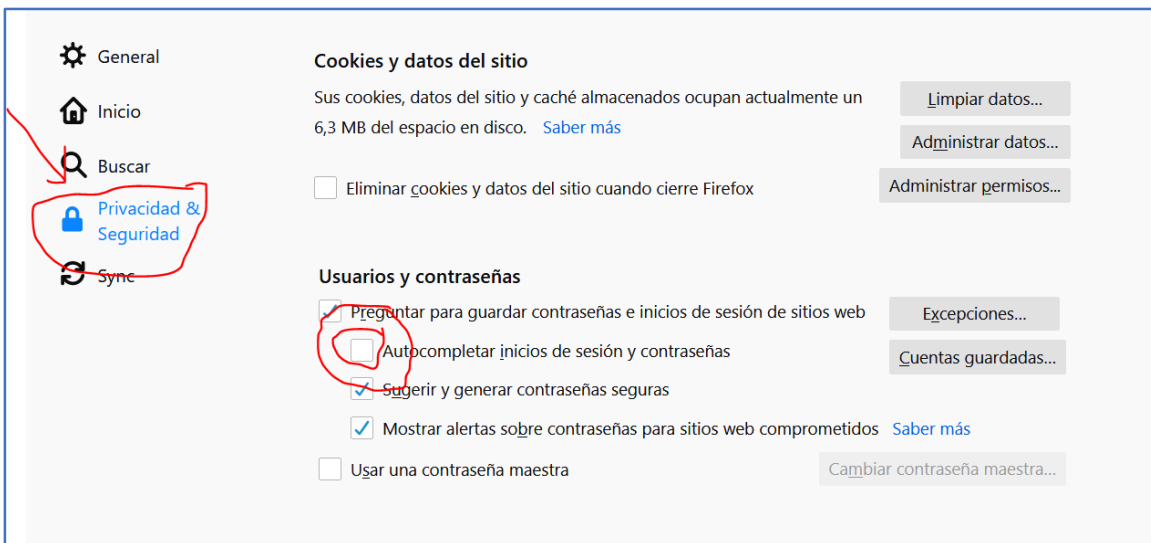 General
Inicio
Buscar
Privacidad &
Seguridad
Sync
Cookies y datos del sitio
Sus cookies, datos del sitio y caché almacenados ocupan actualmente un
6,3 MB del espacio en disco. Saber más
Limpiar datos...
Administrar datos...
Eliminar cookies y datos del sitio cuando cierre Firefox
Administrar permisos...
Usuarios y contraseñas
Preguntar para guardar contraseñas e inicios de sesión de sitios web
Excepciones...
Autocompletar inicios de sesión y contraseñas
Cuentas guardadas...
Sugerir y generar contraseñas seguras
Mostrar alertas sobre contraseñas para sitios web comprometidos Saber más
Usar una contraseña maestra
Cambiar contraseña maestra...